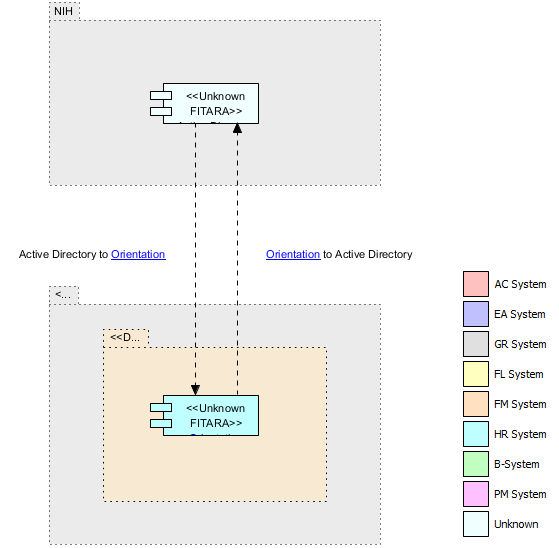 NIH
<<Unknown
FITARA>>
Active Directory to Orientation
Orientation to Active Directory
<...
<<D...
<<Unknown
FITARA>>
AC System
EA System
GR System
FL System
FM System
HR System
B-System
PM System
Unknown